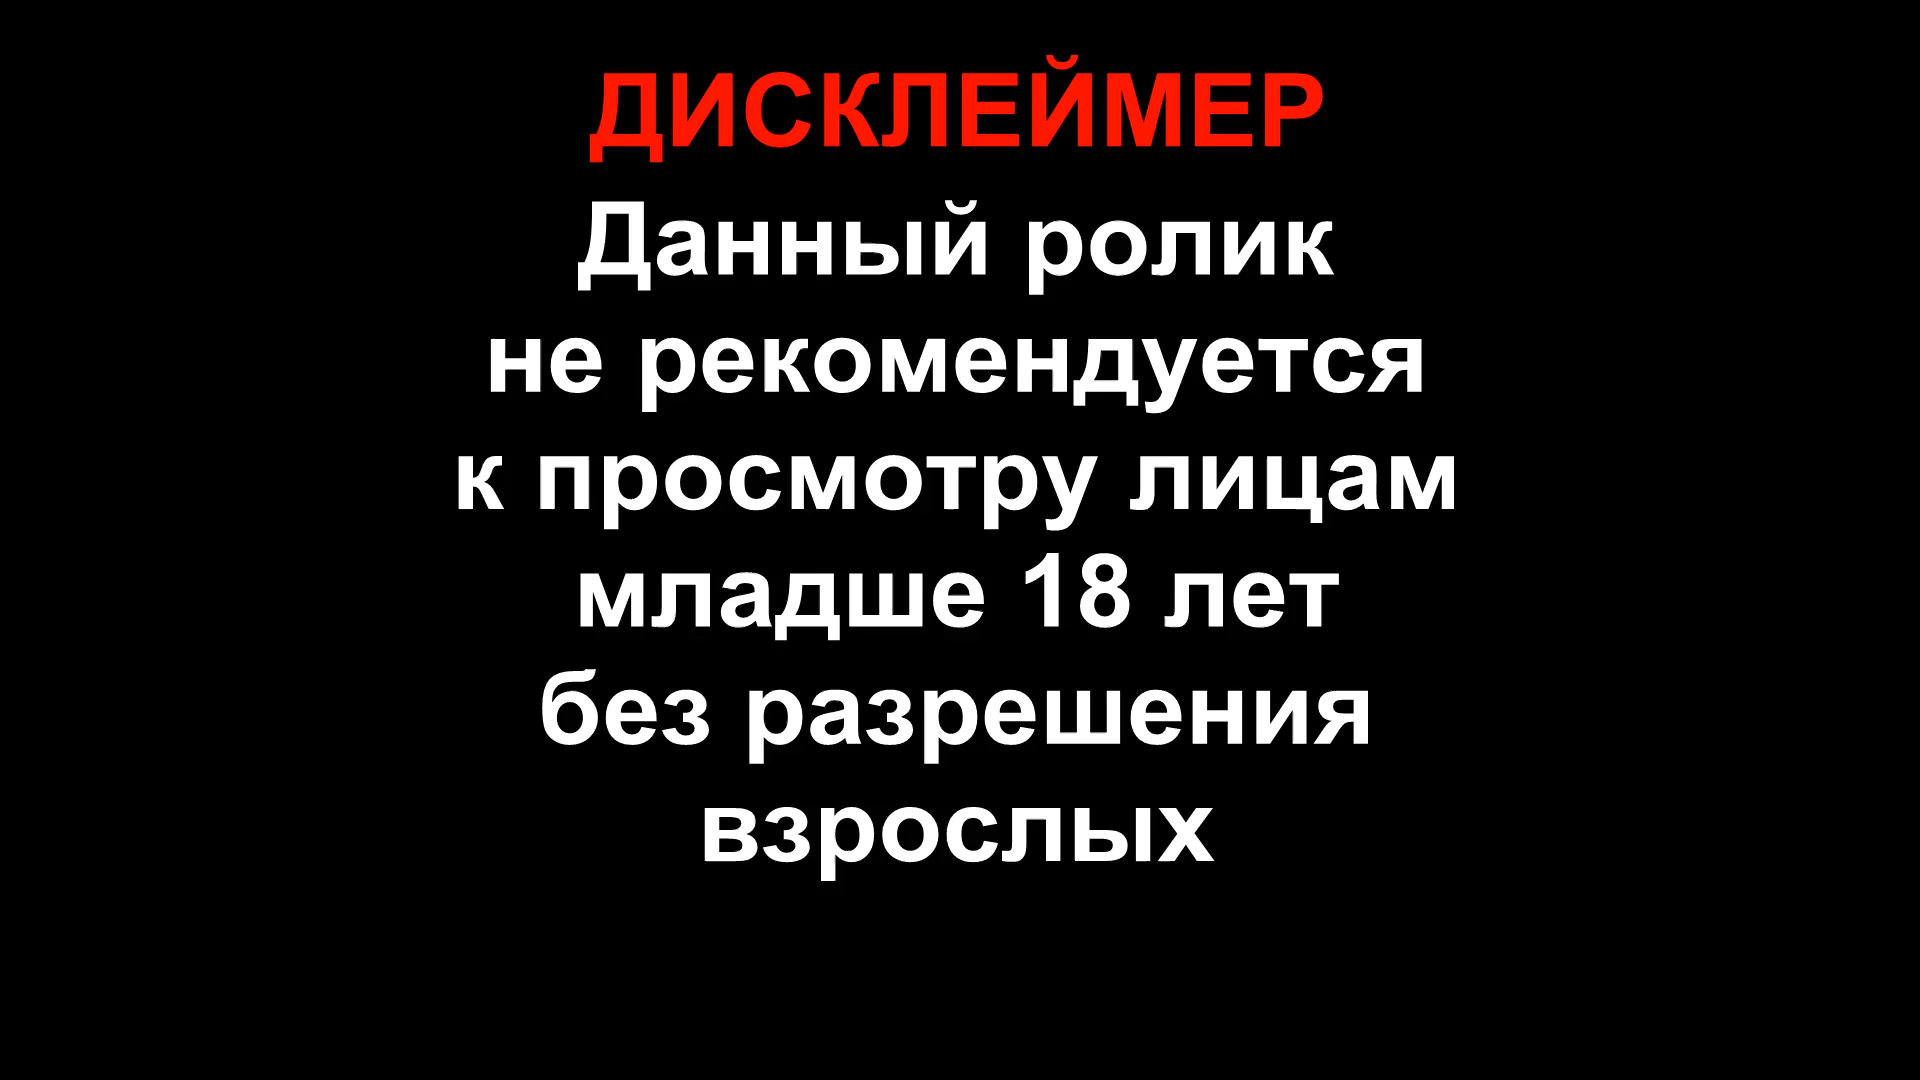 ДИСКЛЕЙМЕР
Данный ролик
не рекомендуется
к просмотру лицам
младше 18 лет
без разрешения
взрослых